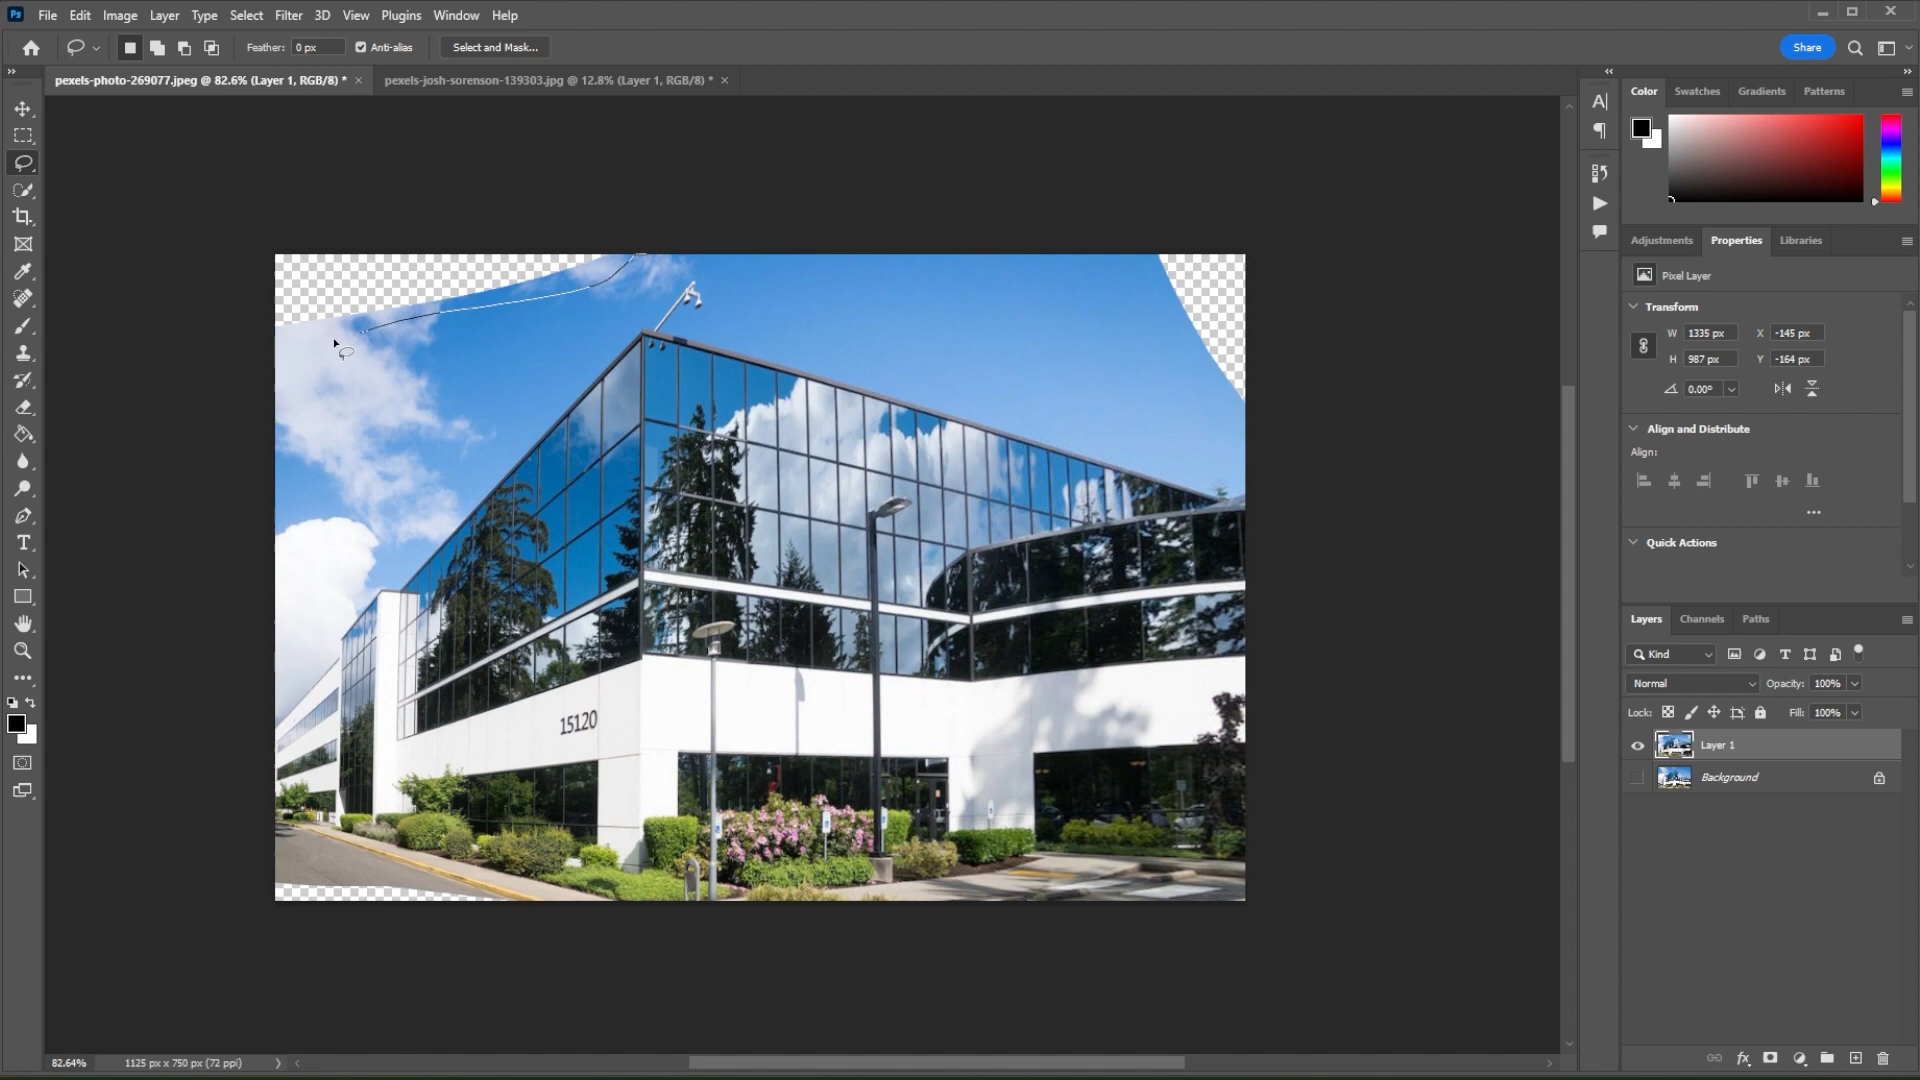 Ps File Edit Image Layer Type Select Filter 3D View Plugins Window Help
Feather: 0 px Anti-alias Select and Mask... Share
pexels-photo-269077.jpeg @ 82.6% (Layer 1, RGB/8) * × pexels-josh-sorenson-139303.jpg @ 12.8% (Layer 1, RGB/8) * ×
Color Swatches Gradients Patterns
Adjustments Properties Libraries
Pixel Layer
Transform
W 1335 px X -145 px
H 987 px Y -164 px
0.00°
Align and Distribute
Align:
Quick Actions
Layers Channels Paths
Kind
Normal Opacity: 100%
Lock: Fill: 100%
Layer 1
Background
15120
82.64% 1125 px x 750 px (72 ppi)